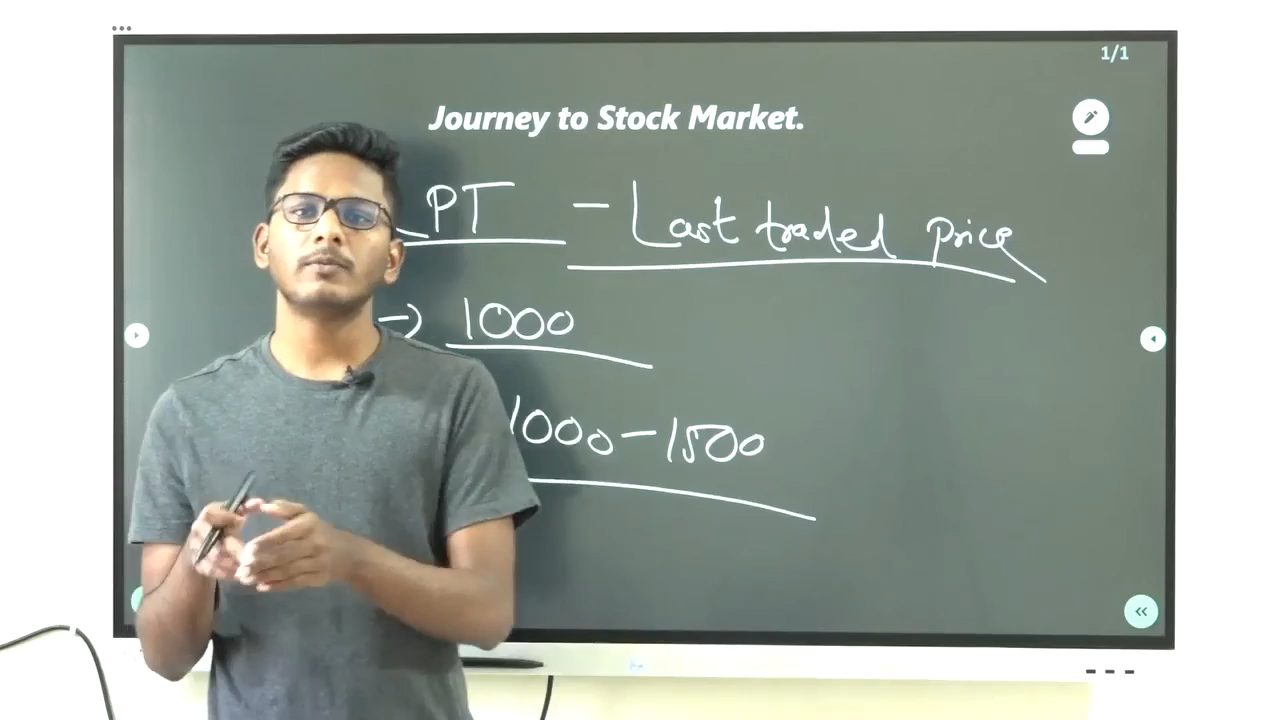 1/1
Journey to Stock Market.
PT - Last traded price
→ 1000
1000-1500